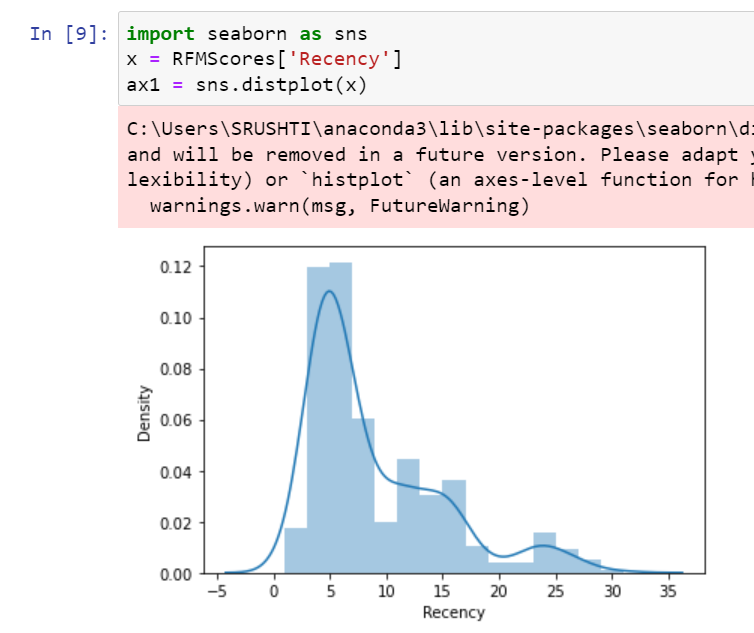 In [9]: import seaborn as sns
x = RFMScores['Recency']
ax1 = sns.distplot(x)
C:\Users\SRUSHTI\anaconda3\lib\site-packages\seaborn\
and will be removed in a future version. Please adapt
lexibility) or `histplot` (an axes-level function for
warnings.warn(msg, FutureWarning)
0.12
0.10
0.08
0.06
0.04
0.02
0.00
Density
−5 0 5 10 15 20 25 30 35
Recency